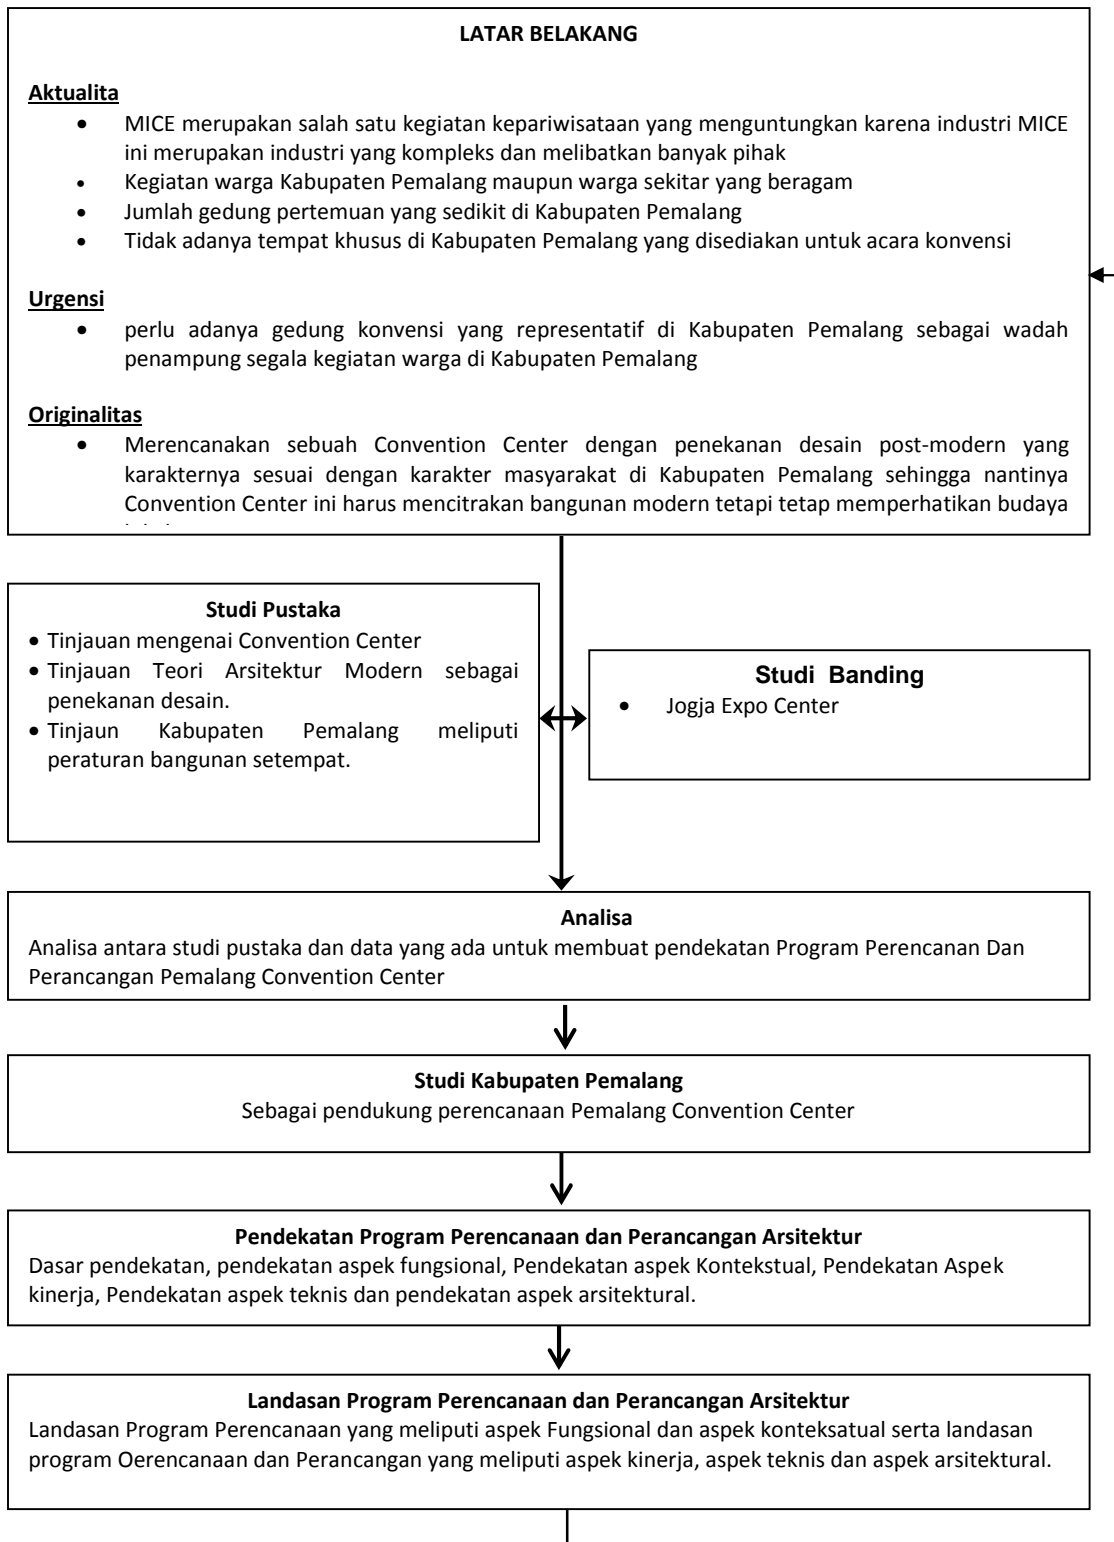 LATAR BELAKANG
Aktualita
• MICE merupakan salah satu kegiatan kepariwisataan yang menguntungkan karena industri MICE
ini merupakan industri yang kompleks dan melibatkan banyak pihak
• Kegiatan warga Kabupaten Pemalang maupun warga sekitar yang beragam
• Jumlah gedung pertemuan yang sedikit di Kabupaten Pemalang
• Tidak adanya tempat khusus di Kabupaten Pemalang yang disediakan untuk acara konvensi
Urgensi
• perlu adanya gedung konvensi yang representatif di Kabupaten Pemalang sebagai wadah
penampung segala kegiatan warga di Kabupaten Pemalang
Originalitas
• Merencanakan sebuah Convention Center dengan penekanan desain post-modern yang
karakternya sesuai dengan karakter masyarakat di Kabupaten Pemalang sehingga nantinya
Convention Center ini harus mencitrakan bangunan modern tetapi tetap memperhatikan budaya
Studi Pustaka
• Tinjauan mengenai Convention Center
• Tinjauan Teori Arsitektur Modern sebagai
penekanan desain.
• Tinjaun Kabupaten Pemalang meliputi
peraturan bangunan setempat.
Studi Banding
• Jogja Expo Center
Analisa
Analisa antara studi pustaka dan data yang ada untuk membuat pendekatan Program Perencanan Dan
Perancangan Pemalang Convention Center
Studi Kabupaten Pemalang
Sebagai pendukung perencanaan Pemalang Convention Center
Pendekatan Program Perencanaan dan Perancangan Arsitektur
Dasar pendekatan, pendekatan aspek fungsional, Pendekatan aspek Kontekstual, Pendekatan Aspek
kinerja, Pendekatan aspek teknis dan pendekatan aspek arsitektural.
Landasan Program Perencanaan dan Perancangan Arsitektur
Landasan Program Perencanaan yang meliputi aspek Fungsional dan aspek konteksatual serta landasan
program Oerencanaan dan Perancangan yang meliputi aspek kinerja, aspek teknis dan aspek arsitektural.